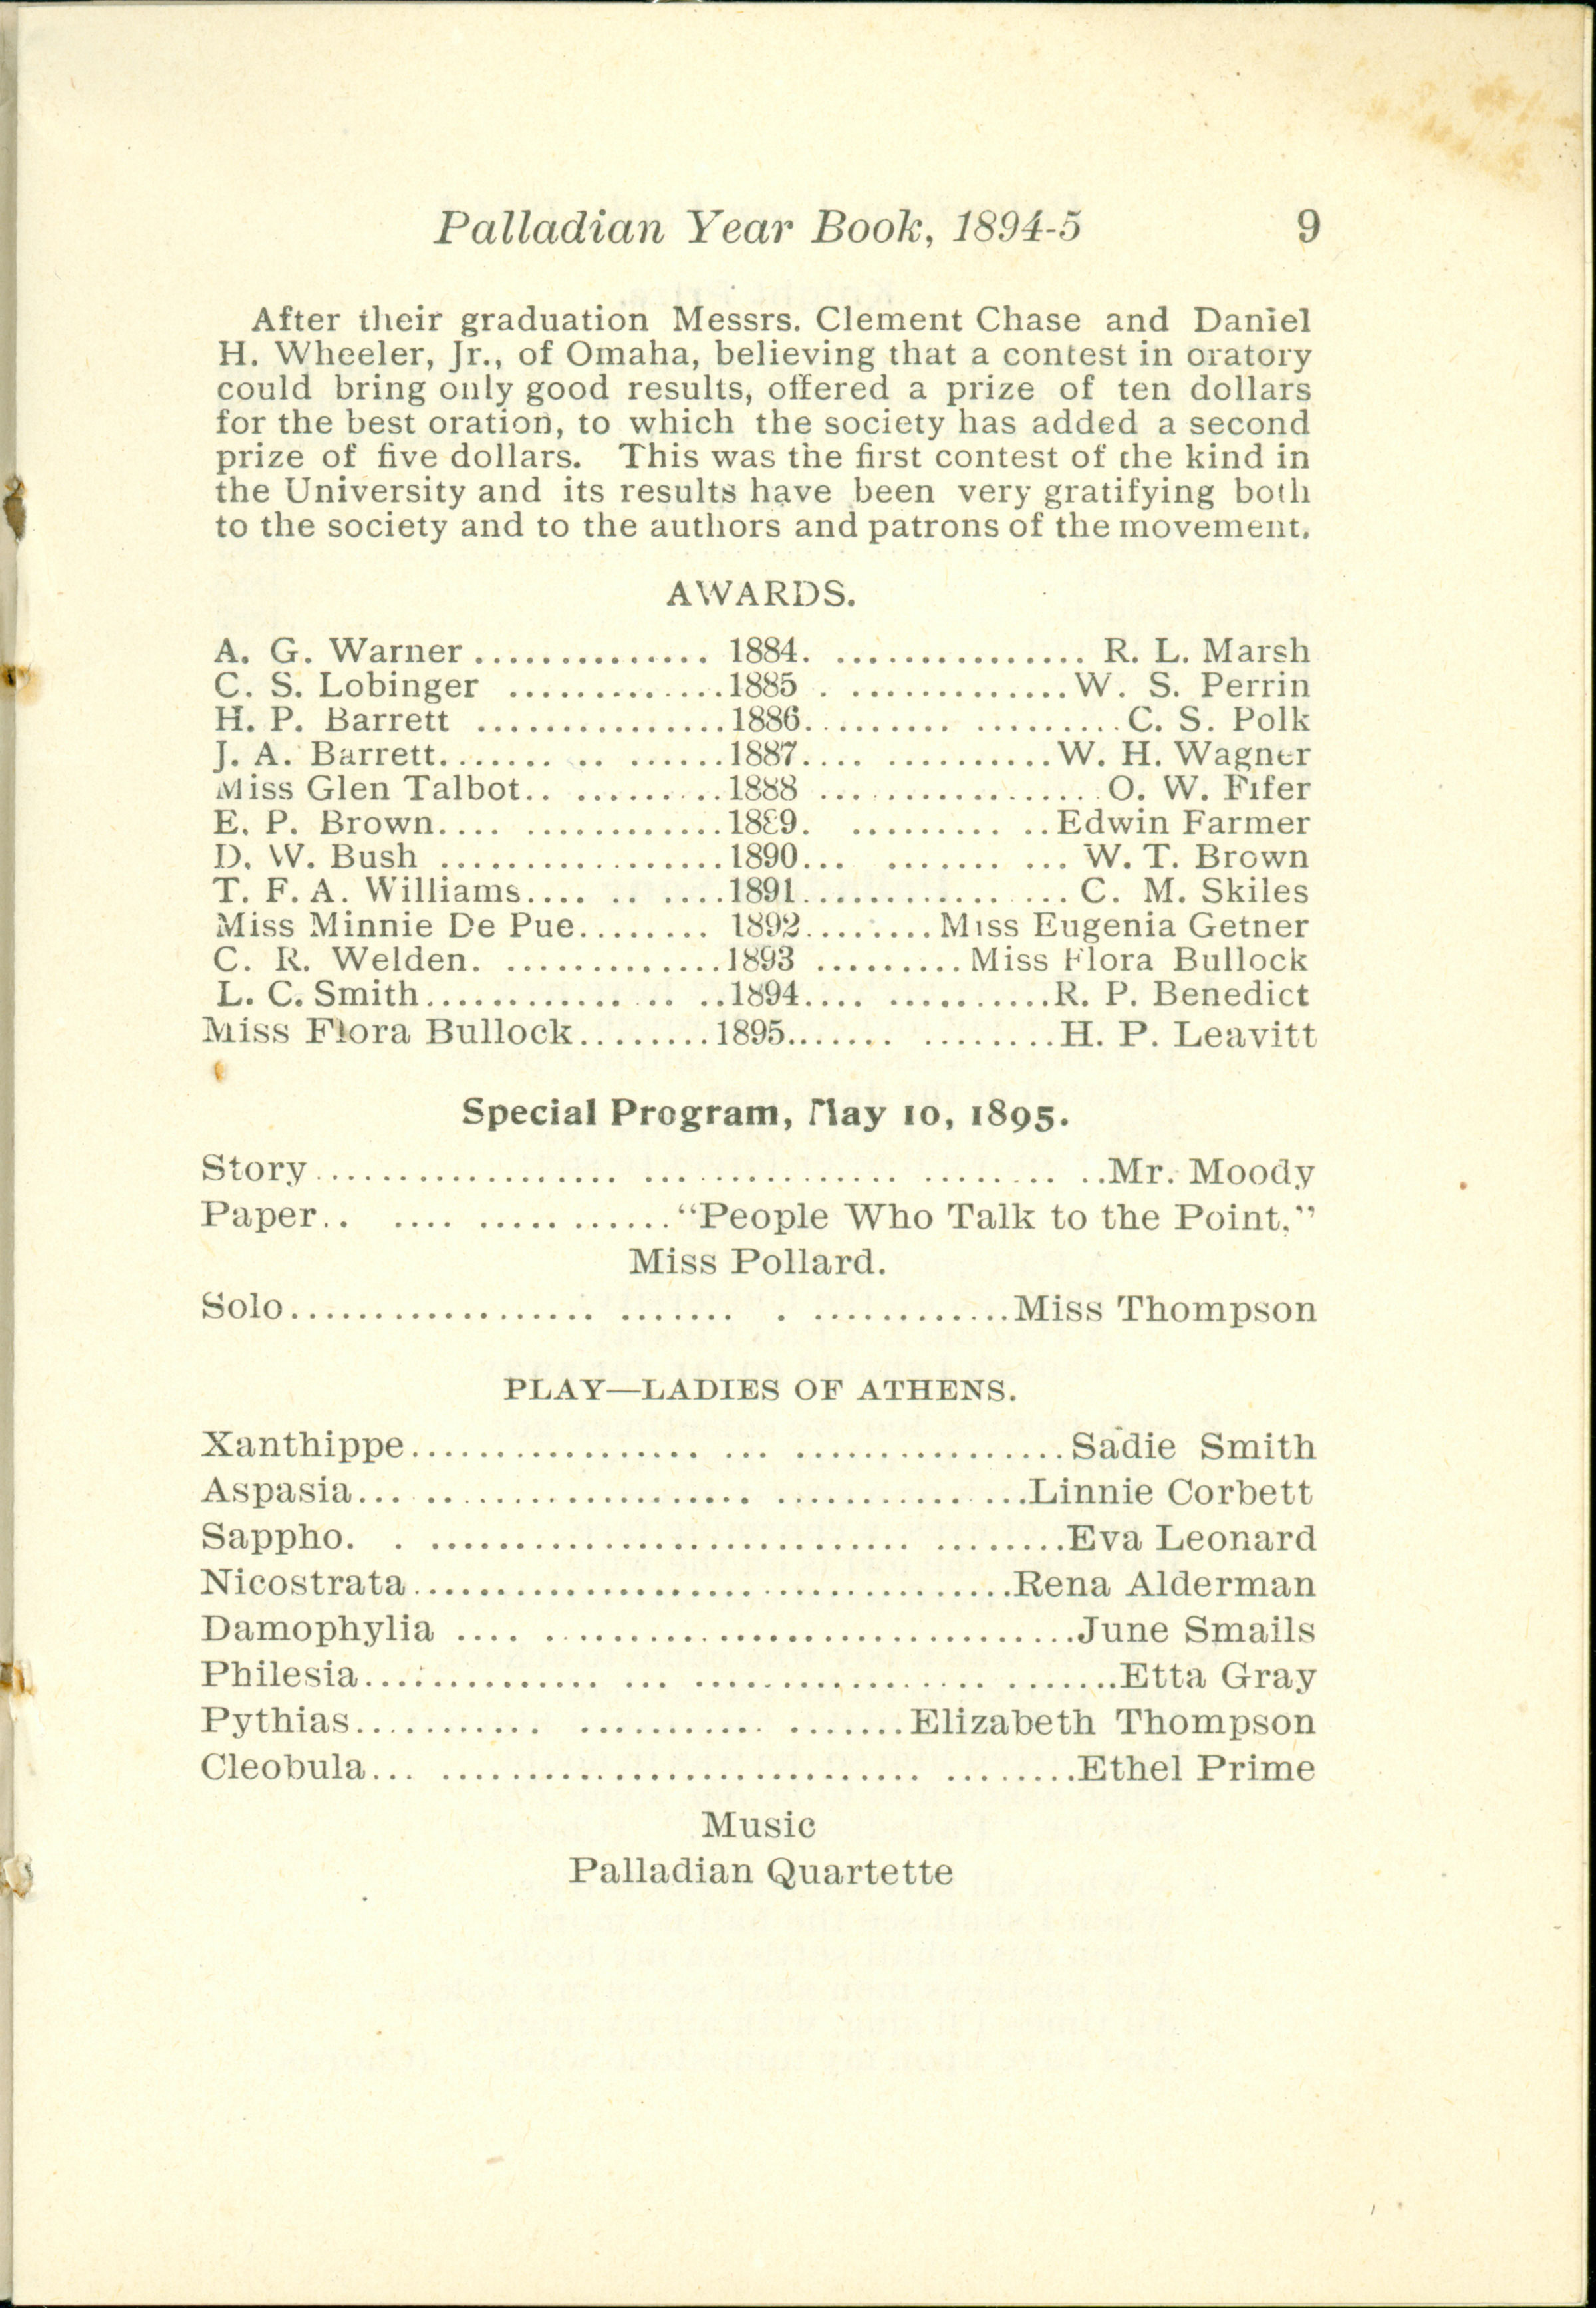 Palladian Year Book, 1894-5 9
After their graduation Messrs. Clement Chase and Daniel
H. Wheeler, Jr., of Omaha, believing that a contest in oratory
could bring only good results, offered a prize of ten dollars
for the best oration, to which the society has added a second
prize of five dollars. This was the first contest of the kind in
the University and its results have been very gratifying both
to the society and to the authors and patrons of the movement.
AWARDS.
A. G. Warner ............... 1884. ................ R. L. Marsh
C. S. Lobinger ..............1885 . ..............W. S. Perrin
H. P. Barrett ................1886.......... .........C. S. Polk
J. A. Barrett....... .. ......1887.... ............W. H. Wagner
Miss Glen Talbot.. ..........1888 .................O. W. Fifer
E. P. Brown.... .............1889. ......... ..Edwin Farmer
D. W. Bush ..................1890... ....... ... W. T. Brown
T. F. A. Williams.... .. ....1891................ C. M. Skiles
Miss Minnie De Pue........ 1892........Miss Eugenia Getner
C. R. Welden. ..............1893 .........Miss Flora Bullock
L. C. Smith............. .. ..1894.... ..........R. P. Benedict
Miss Flora Bullock........1895....... ........H. P. Leavitt
Special Program, May 10, 1895.
Story.................. ............... ........ ..Mr. Moody
Paper.. .... ..... ......"People Who Talk to the Point."
Miss Pollard.
Solo................... ....... . ............Miss Thompson
PLAY—LADIES OF ATHENS.
Xanthippe................. ... ................Sadie Smith
Aspasia... ................... ........... ...Linnie Corbett
Sappho. . ............................. ........Eva Leonard
Nicostrata....................................Rena Alderman
Damophylia .... ................................June Smails
Philesia.............. ... .................. .......Etta Gray
Pythias........... ........... .......Elizabeth Thompson
Cleobula... ............................. ........Ethel Prime
Music
Palladian Quartette